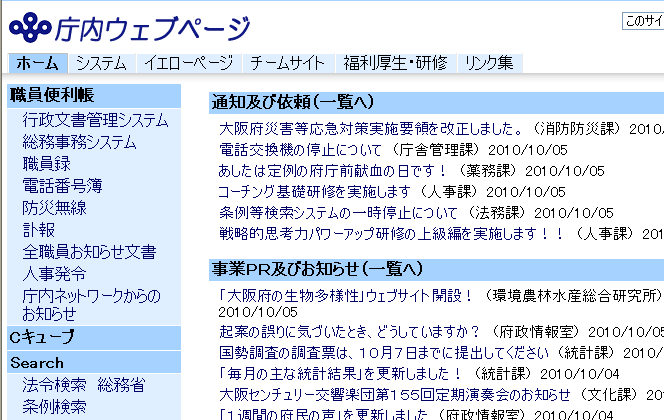 庁内ウェブページ
このサイ
ホーム システム イエローページ チームサイト 福利厚生・研修 リンク集
職員便利帳
行政文書管理システム
総務事務システム
職員録
電話番号簿
防災無線
訃報
全職員お知らせ文書
人事発令
庁内ネットワークからの
お知らせ
Cキューブ
Search
法令検索 総務省
条例検索
通知及び依頼(一覧へ)
大阪府災害等応急対策実施要領を改正しました。(消防防災課) 2010/
電話交換機の停止について (庁舎管理課) 2010/10/05
あしたは定例の府庁前献血の日です! (薬務課) 2010/10/05
コーチング基礎研修を実施します (人事課) 2010/10/05
条例等検索システムの一時停止について (法務課) 2010/10/05
戦略的思考力パワーアップ研修の上級編を実施します!! (人事課) 201
事業PR及びお知らせ(一覧へ)
「大阪府の生物多様性」ウェブサイト開設! (環境農林水産総合研究所)
2010/10/05
起案の誤りに気づいたとき、どうしていますか? (府政情報室) 2010/10/05
国勢調査の調査票は、10月7日までに提出してください (統計課) 2010/10/
「毎月の主な統計結果」を更新しました! (統計課) 2010/10/04
大阪センチュリー交響楽団第155回定期演奏会のお知らせ (文化課) 2010/
「1週間の府民の声」を更新しました (府政情報室) 2010/10/04